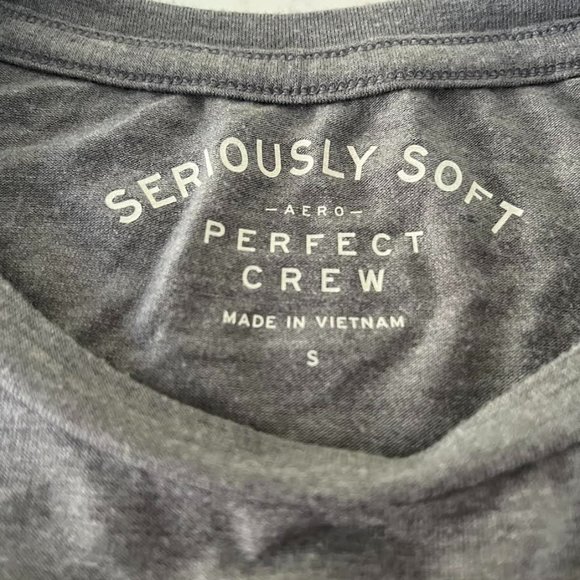 SERIOUSLY SOFT
— AERO —
PERFECT
CREW
MADE IN VIETNAM
S